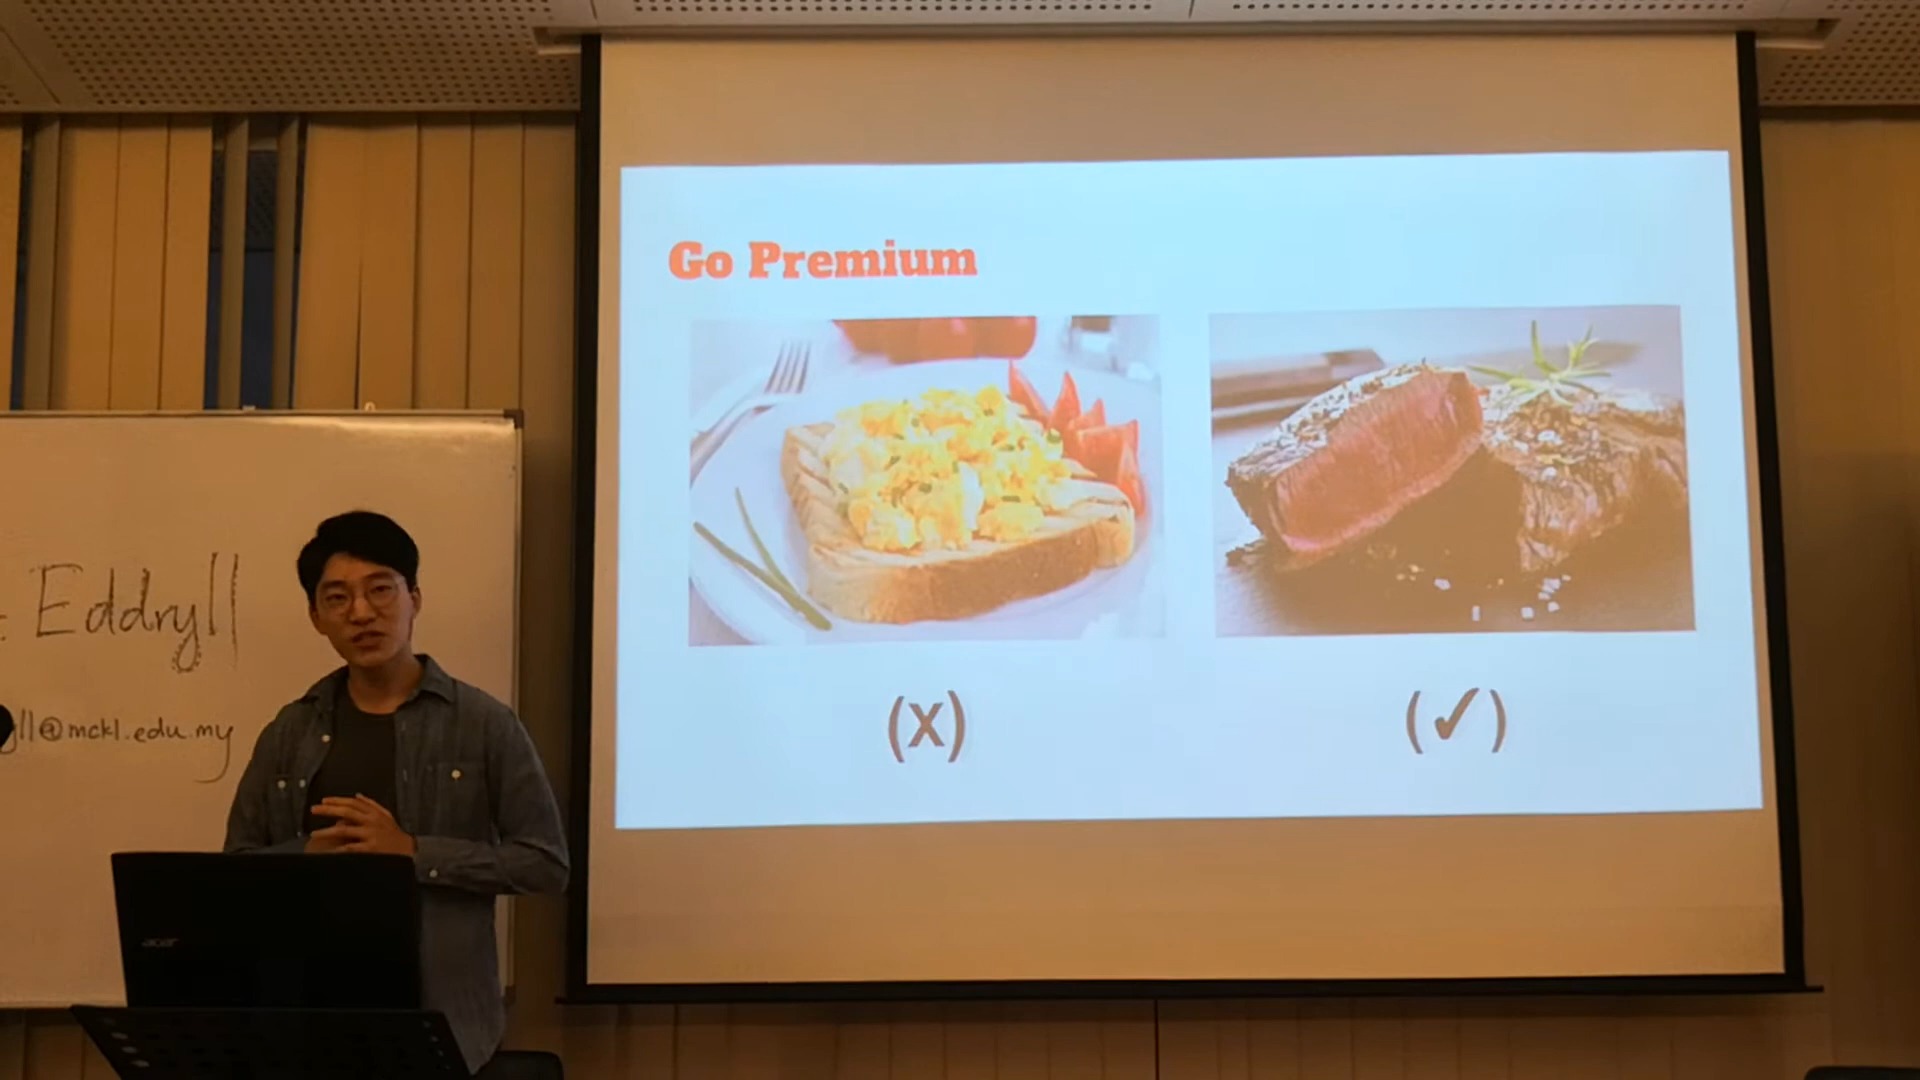 Go Premium
(X)
(✓)
: Eddryll
ll@mckl.edu.my
acer